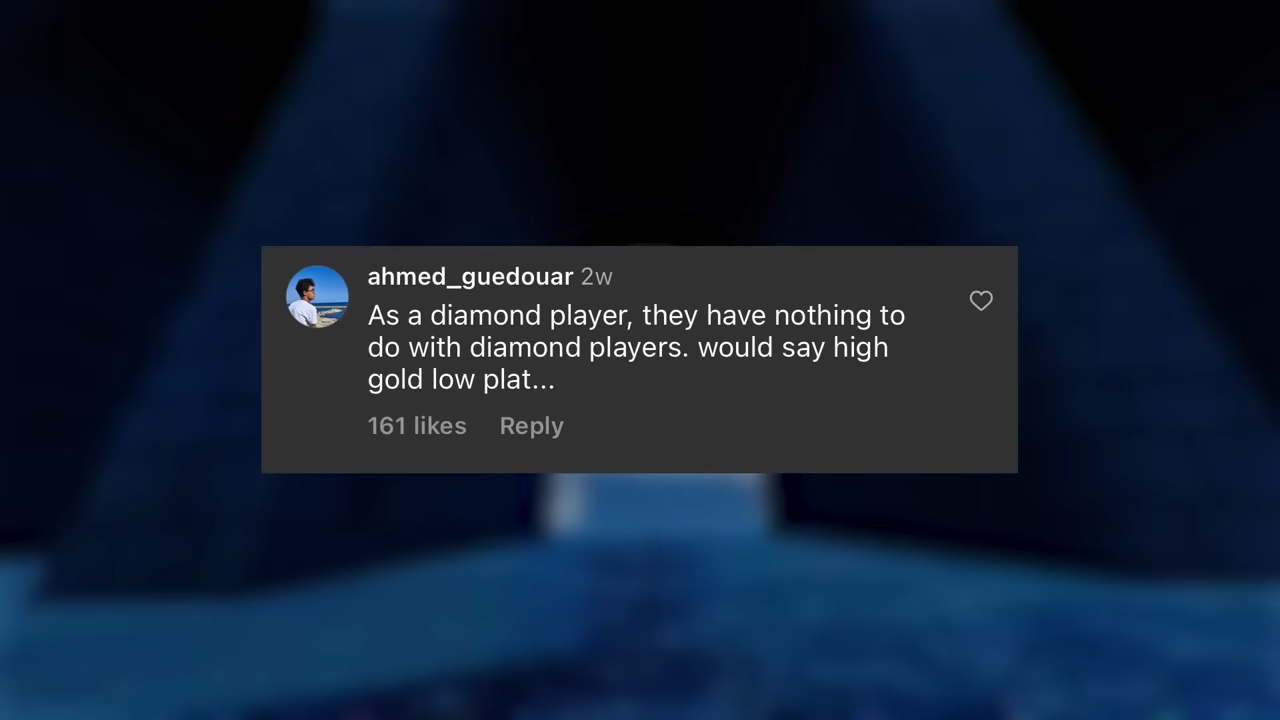 ahmed_guedouar 2w
As a diamond player, they have nothing to
do with diamond players. would say high
gold low plat...
161 likes Reply